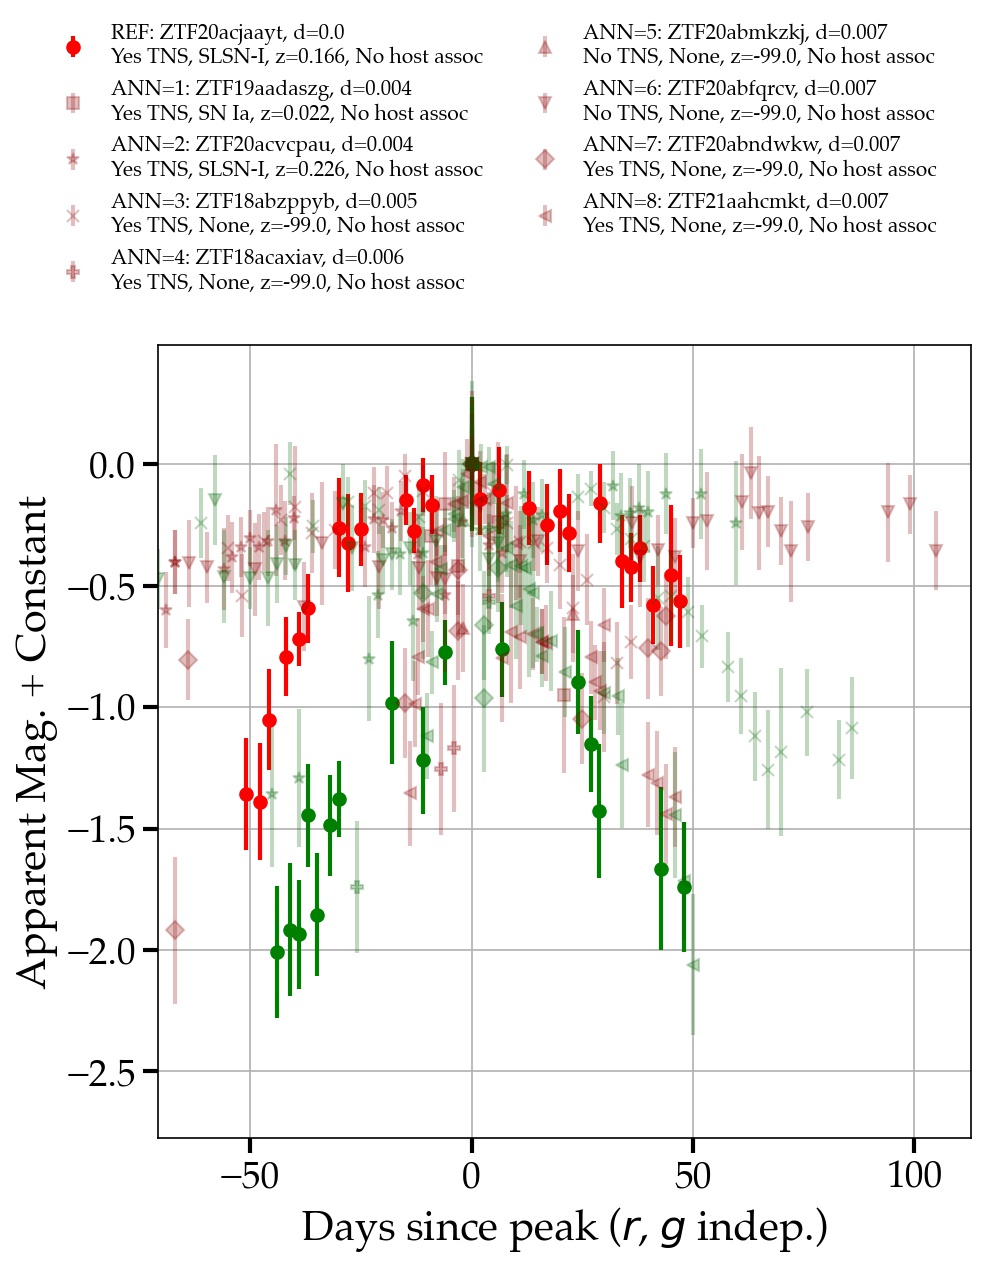 REF: ZTF20acjaayt, d=0.0
Yes TNS, SLSN-I, z=0.166, No host assoc
ANN=1: ZTF19aadaszg, d=0.004
Yes TNS, SN Ia, z=0.022, No host assoc
ANN=2: ZTF20acvcpau, d=0.004
Yes TNS, SLSN-I, z=0.226, No host assoc
ANN=3: ZTF18abzppyb, d=0.005
Yes TNS, None, z=-99.0, No host assoc
ANN=4: ZTF18acaxiav, d=0.006
Yes TNS, None, z=-99.0, No host assoc
ANN=5: ZTF20abmkzkj, d=0.007
No TNS, None, z=-99.0, No host assoc
ANN=6: ZTF20abfqrcv, d=0.007
No TNS, None, z=-99.0, No host assoc
ANN=7: ZTF20abndwkw, d=0.007
Yes TNS, None, z=-99.0, No host assoc
ANN=8: ZTF21aahcmkt, d=0.007
Yes TNS, None, z=-99.0, No host assoc
Apparent Mag. + Constant
0.0
−0.5
−1.0
−1.5
−2.0
−2.5
−50
0
50
100
Days since peak (r, g indep.)